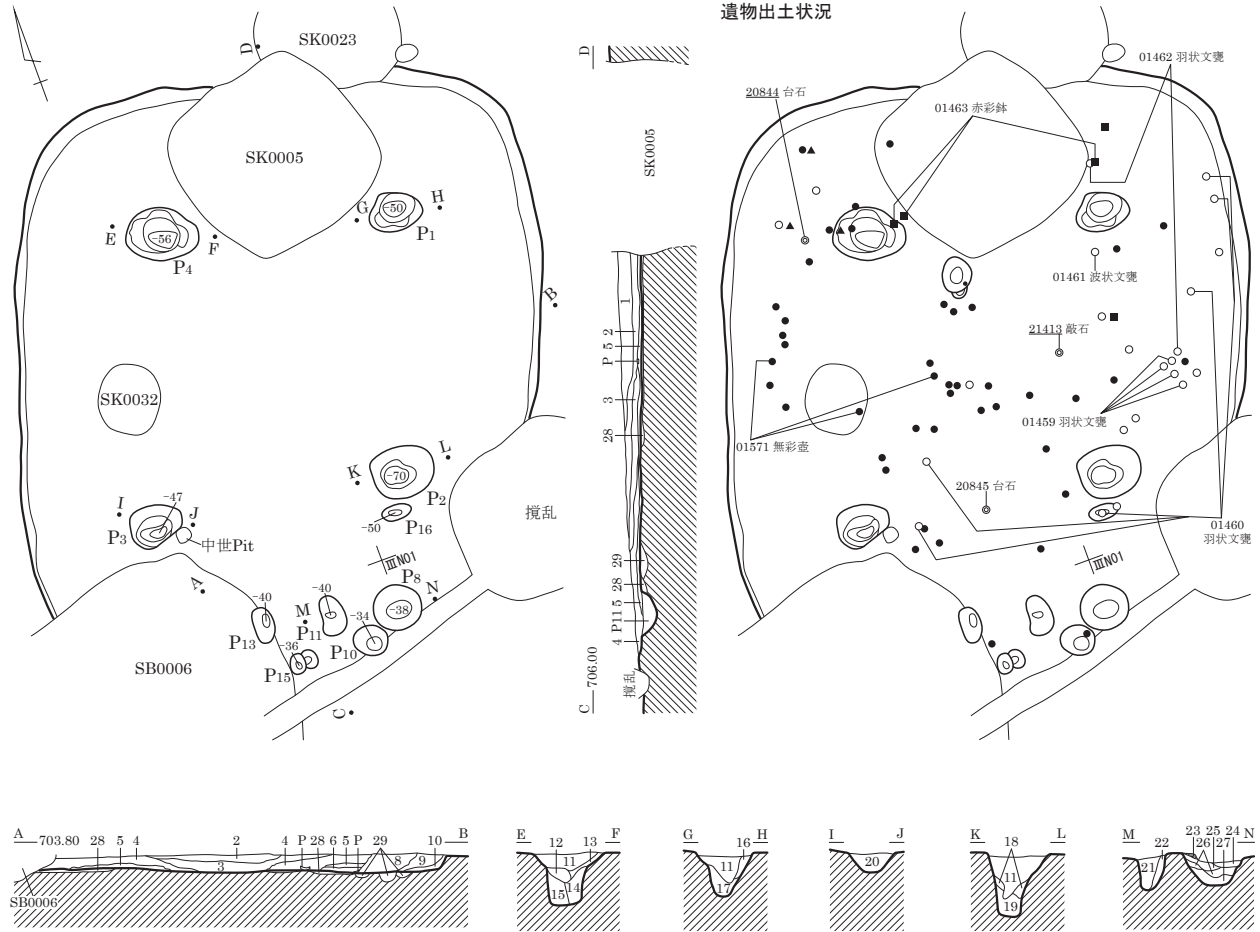 遺物出土状況
SK0023
D
SK0005
G
H
-50
P1
E
F
-56
P4
B
SK0032
K
L
-70
P2
-50
P16
撹乱
I
J
-47
P3
中世Pit
A
ⅢN01
P8
N
-38
-40
P13
M
-40
P11
-34
P10
-36
P15
SB0006
C
D
SK0005
1
2
5
P
3
28
29
28
5
P11
4
撹乱
C
706.00
01462 羽状文甕
20844 台石
01463 赤彩鉢
01461 波状文甕
21413 敲石
01459 羽状文甕
01571 無彩壺
20845 台石
01460
羽状文甕
ⅢN01
A 703.80 28 5 4 2 4 P 28 6 5 P 29 10 B
3 1 8 9
SB0006
E 12 13 F
11
14
15
G 16 H
11
17
I J
20
K 18 L
11
19
M 22 23 25 24 N
26 27
21